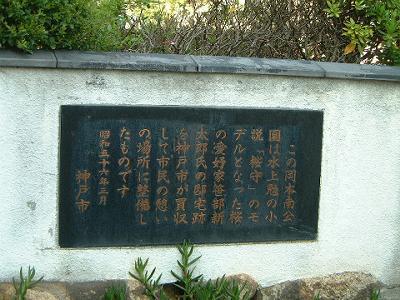 この岡本南公
園は水上勉の小
説「桜守」のモ
デルとなった桜
の愛好家笹部新
太郎氏の邸宅跡
を神戸市が買収
して市民の憩い
の場所に整備し
たものです
昭和五十六年三月
神戸市